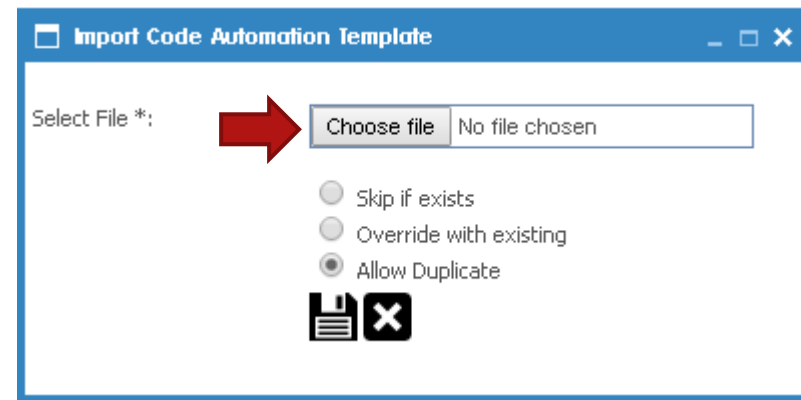 Import Code Automation Template
Select File *:
Choose file No file chosen
Skip if exists
Override with existing
Allow Duplicate